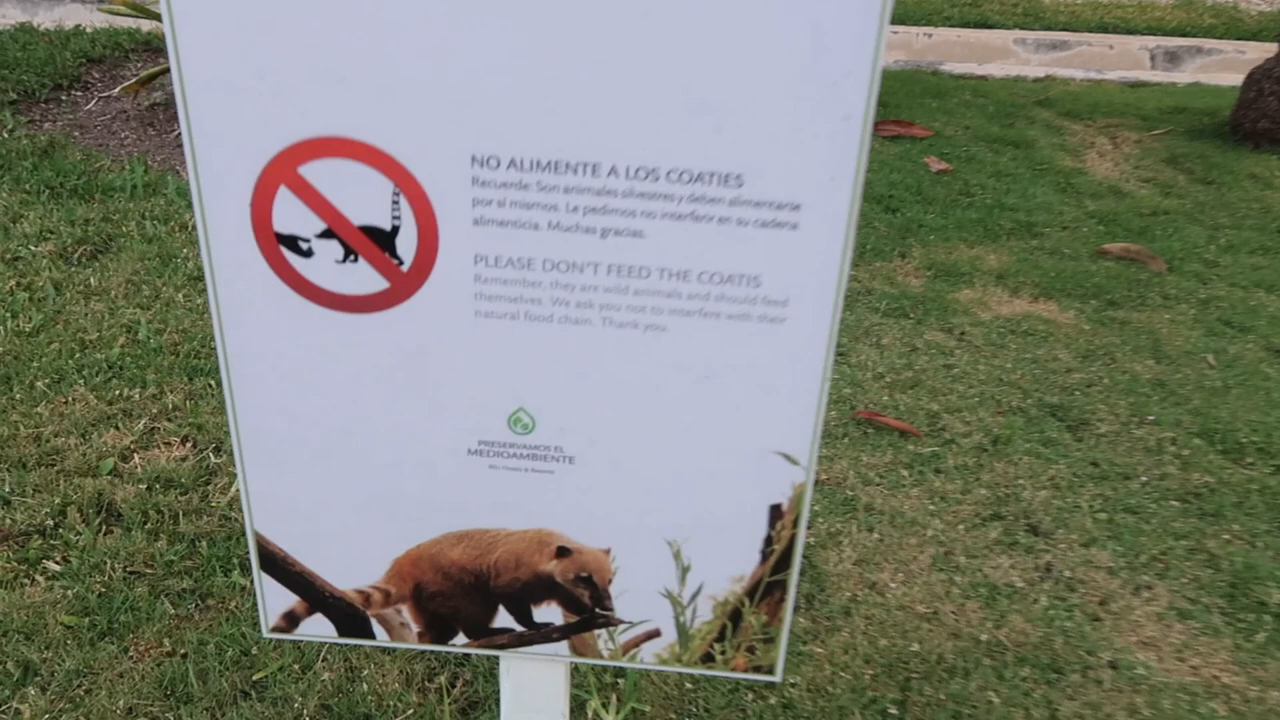 NO ALIMENTE A LOS COATIES
Recuerde: Son animales silvestres y deben alimentarse
por sí mismos. Le pedimos no interferir en su cadena
alimenticia. Muchas gracias.
PLEASE DON'T FEED THE COATIS
Remember, they are wild animals and should feed
themselves. We ask you not to interfere with their
natural food chain. Thank you.
PRESERVAMOS EL
MEDIOAMBIENTE
Hotels & Resorts